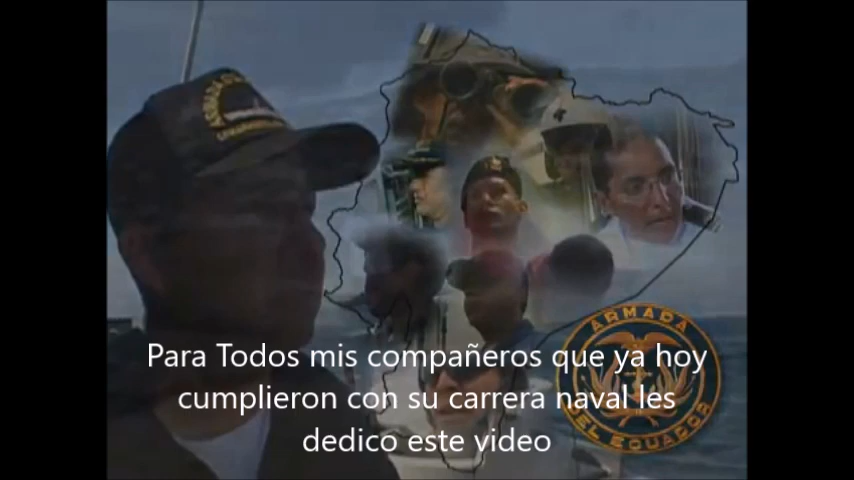 ARMADA
DEL ECUADOR
Para Todos mis compañeros que ya hoy
cumplieron con su carrera naval les
dedico este video